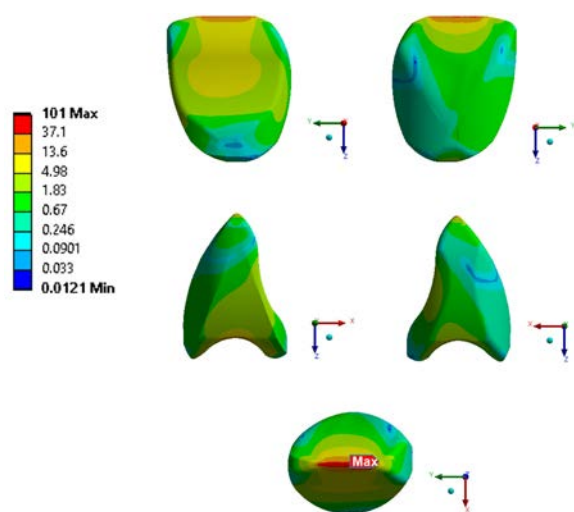 101 Max
37.1
13.6
4.98
1.83
0.67
0.246
0.0901
0.033
0.0121 Min
Y
Z
Y
Z
X
Z
X
Z
Max
Y
Z
X